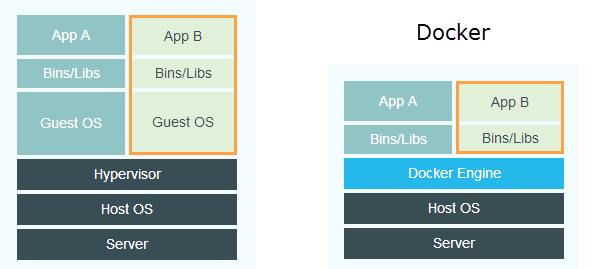 App A
App B
Bins/Libs
Bins/Libs
Guest OS
Guest OS
Hypervisor
Host OS
Server
Docker
App A
App B
Bins/Libs
Bins/Libs
Docker Engine
Host OS
Server